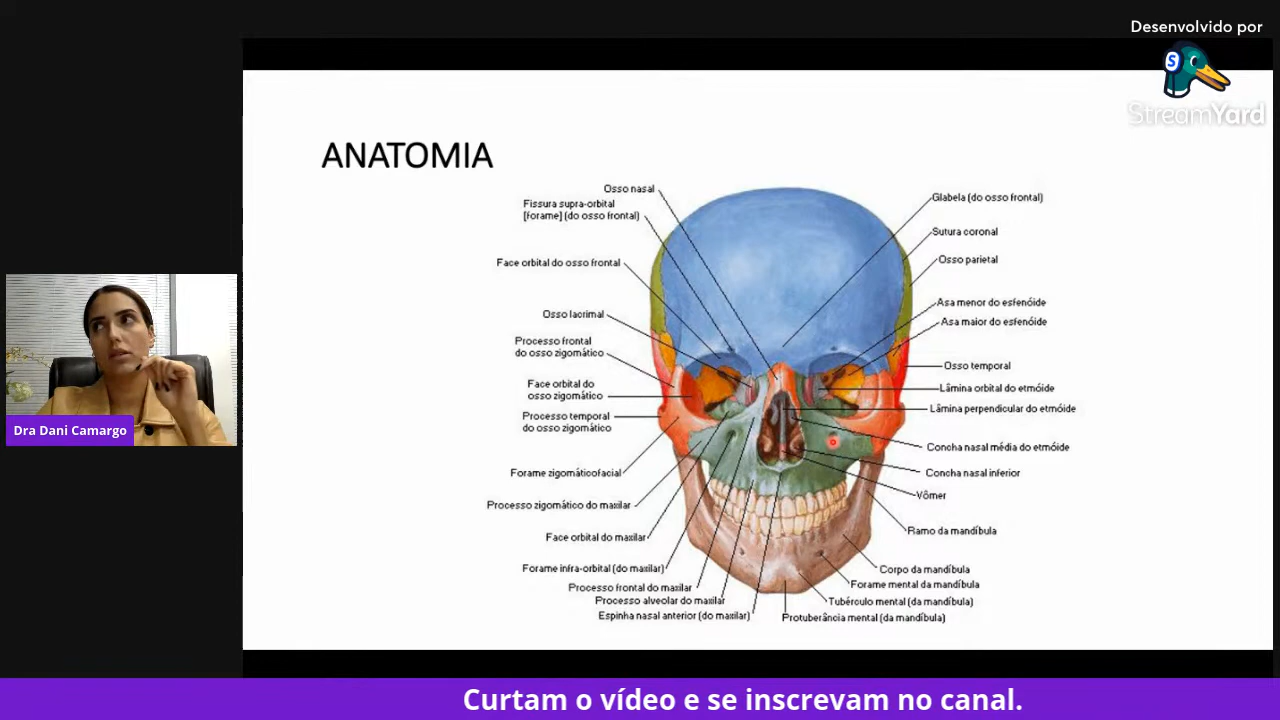 Desenvolvido por
S
StreamYard
ANATOMIA
Osso nasal
Fissura supra-orbital
[forame] (do osso frontal)
Face orbital do osso frontal
Osso lacrimal
Processo frontal
do osso zigomático
Face orbital do
osso zigomático
Processo temporal
do osso zigomático
Forame zigomáticofacial
Processo zigomático do maxilar
Face orbital do maxilar
Forame infra-orbital (do maxilar)
Processo frontal do maxilar
Processo alveolar do maxilar
Espinha nasal anterior (do maxilar)
Glabela (do osso frontal)
Sutura coronal
Osso parietal
Asa menor do esfenóide
Asa maior do esfenóide
Osso temporal
Lâmina orbital do etmóide
Lâmina perpendicular do etmóide
Concha nasal média do etmóide
Concha nasal inferior
Vômer
Ramo da mandíbula
Corpo da mandíbula
Forame mental da mandíbula
Tubérculo mental (da mandíbula)
Protuberância mental (da mandíbula)
Dra Dani Camargo
Curtam o vídeo e se inscrevam no canal.